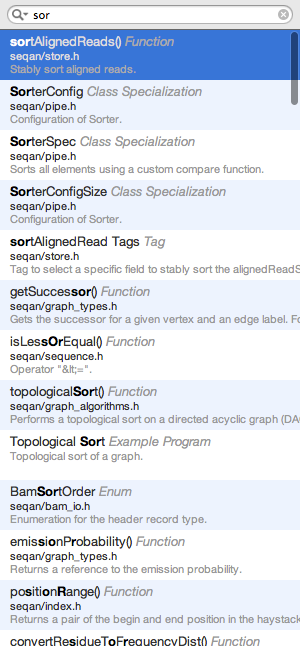 sor
sortAlignedReads() Function
seqan/store.h
Stably sort aligned reads.
SorterConfig Class Specialization
seqan/pipe.h
Configuration of Sorter.
SorterSpec Class Specialization
seqan/pipe.h
Sorts all elements using a custom compare function.
SorterConfigSize Class Specialization
seqan/pipe.h
Configuration of Sorter.
sortAlignedRead Tags Tag
seqan/store.h
Tag to select a specific field to stably sort the alignedReadS
getSuccessor() Function
seqan/graph_types.h
Gets the successor for a given vertex and an edge label. Fo
isLessOrEqual() Function
seqan/sequence.h
Operator "&lt;=".
topologicalSort() Function
seqan/graph_algorithms.h
Performs a topological sort on a directed acyclic graph (DA
Topological Sort Example Program
Topological sort of a graph.
BamSortOrder Enum
seqan/bam_io.h
Enumeration for the header record type.
emissionProbability() Function
seqan/graph_types.h
Returns a reference to the emission probability.
positionRange() Function
seqan/index.h
Returns a pair of the begin and end position in the haystack
convertResidueToFrequencyDist() Function